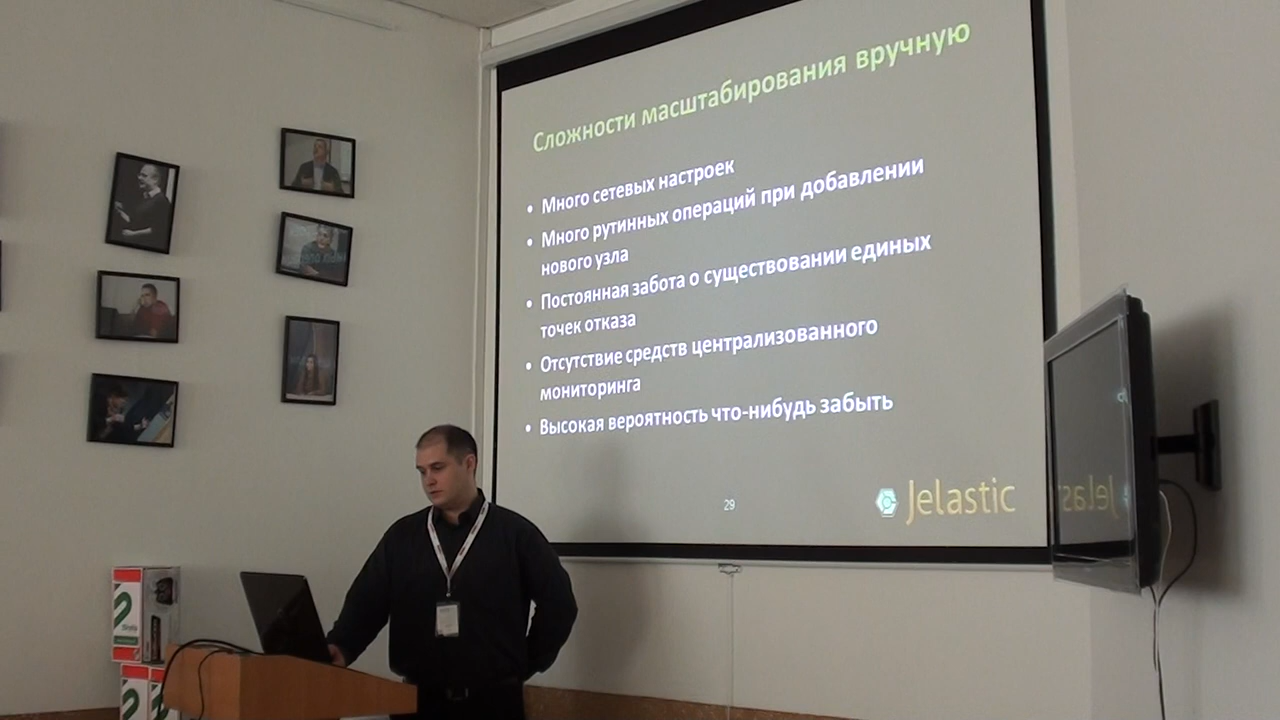 Сложности масштабирования вручную
• Много сетевых настроек
• Много рутинных операций при добавлении
нового узла
• Постоянная забота о существовании единых
точек отказа
• Отсутствие средств централизованного
мониторинга
• Высокая вероятность что-нибудь забыть
29
Jelastic